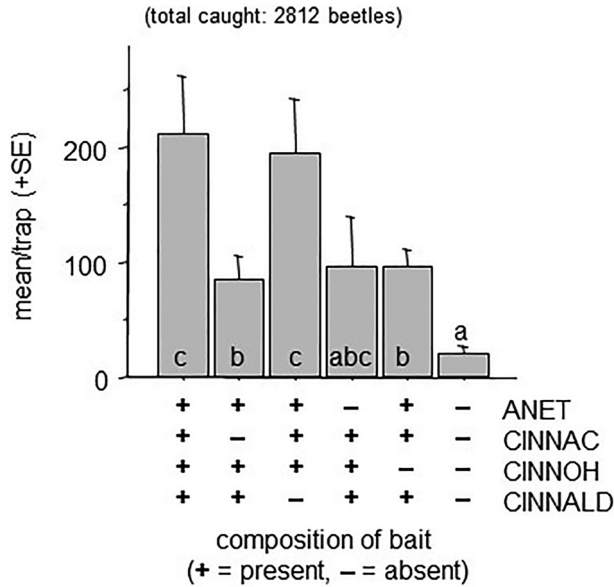 (total caught: 2812 beetles)
mean/trap (+SE)
200
100
0
c b c abc b a
+ + + – + – ANET
+ – + + + – CINNAC
+ + + + – – CINNOH
+ + – + + – CINNALD
composition of bait
(+ = present, – = absent)